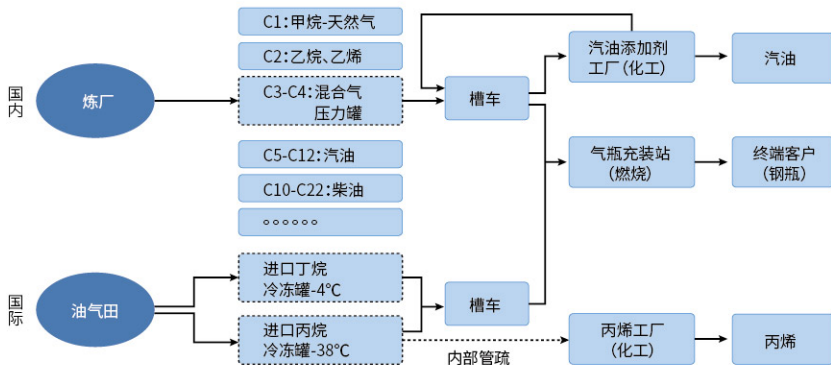 C1:甲烷-天然气
C2:乙烷、乙烯
国内
炼厂
C3-C4:混合气
压力罐
槽车
汽油添加剂
工厂(化工)
汽油
C5-C12:汽油
C10-C22:柴油
。。。。。。
气瓶充装站
(燃烧)
终端客户
(钢瓶)
国际
油气田
进口丁烷
冷冻罐-4℃
进口丙烷
冷冻罐-38℃
槽车
内部管疏
丙烯工厂
(化工)
丙烯